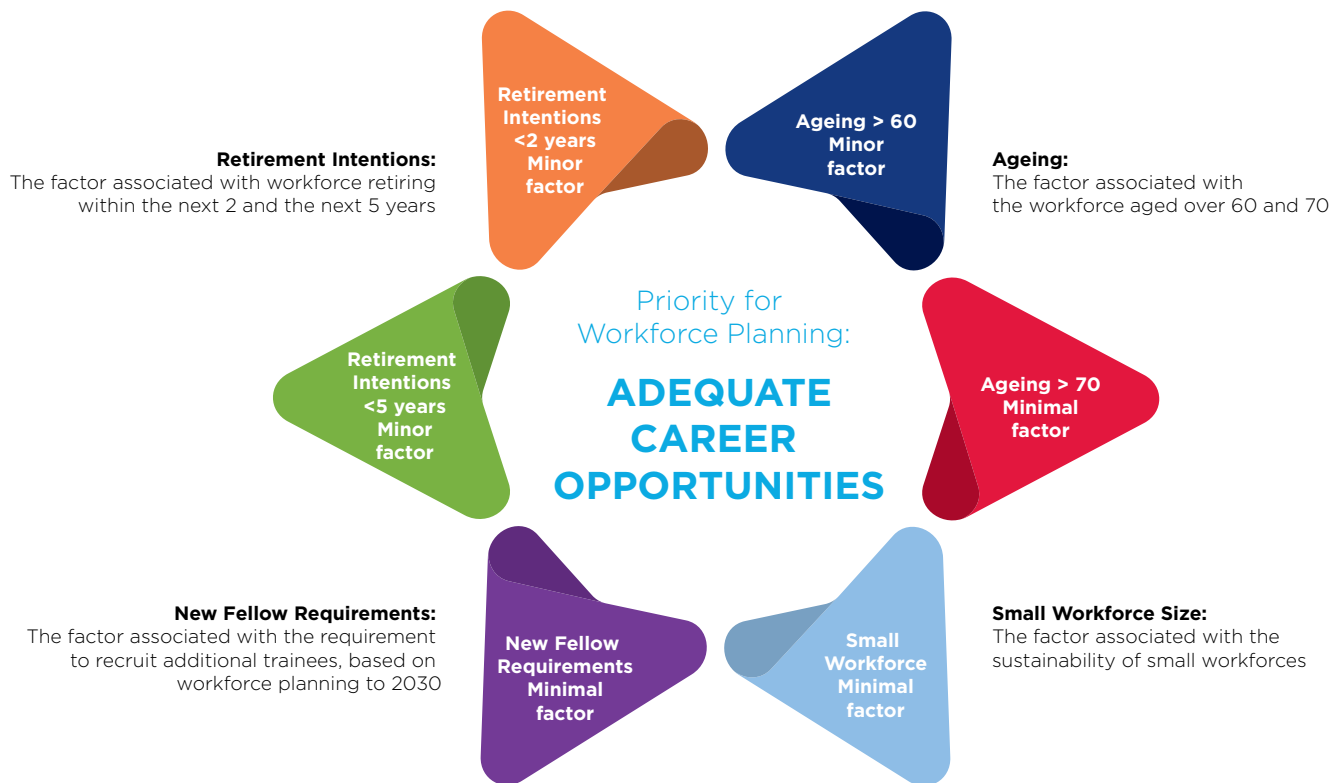 Retirement
Intentions
<2 years
Minor
factor
Ageing > 60
Minor
factor
Retirement Intentions:
The factor associated with workforce retiring
within the next 2 and the next 5 years
Ageing:
The factor associated with
the workforce aged over 60 and 70
Priority for
Workforce Planning:
ADEQUATE
CAREER
OPPORTUNITIES
Retirement
Intentions
<5 years
Minor
factor
Ageing > 70
Minimal
factor
New Fellow Requirements:
The factor associated with the requirement
to recruit additional trainees, based on
workforce planning to 2030
New Fellow
Requirements
Minimal
factor
Small
Workforce
Minimal
factor
Small Workforce Size:
The factor associated with the
sustainability of small workforces